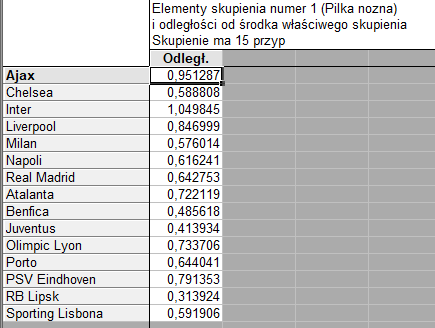 Elementy skupienia numer 1 (Pilka nozna)
i odległości od środka właściwego skupienia
Skupienie ma 15 przyp
Odległ.
Ajax 0,951287
Chelsea 0,588808
Inter 1,049845
Liverpool 0,846999
Milan 0,576014
Napoli 0,616241
Real Madrid 0,642753
Atalanta 0,722119
Benfica 0,485618
Juventus 0,413934
Olimpic Lyon 0,733706
Porto 0,644041
PSV Eindhoven 0,791353
RB Lipsk 0,313924
Sporting Lisbona 0,591906